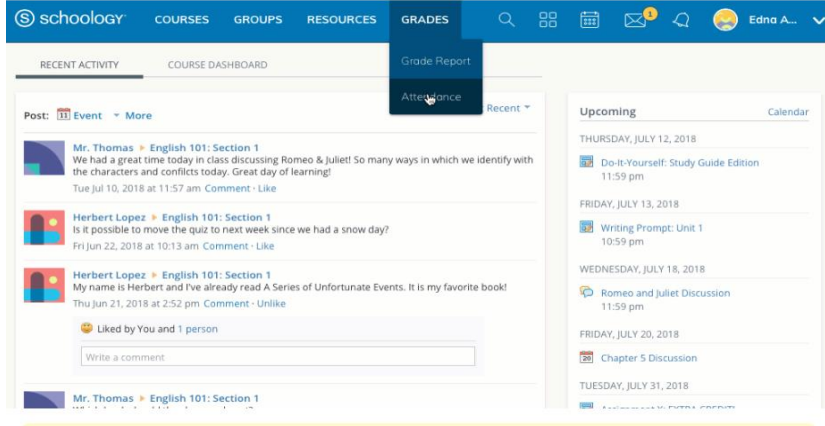 schoology COURSES GROUPS RESOURCES GRADES 1 Edna A...
Grade Report
Attendance
RECENT ACTIVITY COURSE DASHBOARD
Post: 11 Event More Recent
Mr. Thomas English 101: Section 1
We had a great time today in class discussing Romeo & Juliet! So many ways in which we identify with
the characters and confilcts today. Great day of learning!
Tue Jul 10, 2018 at 11:57 am Comment · Like
Herbert Lopez English 101: Section 1
Is it possible to move the quiz to next week since we had a snow day?
Fri Jun 22, 2018 at 10:13 am Comment · Like
Herbert Lopez English 101: Section 1
My name is Herbert and I've already read A Series of Unfortunate Events. It is my favorite book!
Thu Jun 21, 2018 at 2:52 pm Comment · Unlike
Liked by You and 1 person
Write a comment
Mr. Thomas English 101: Section 1
Upcoming Calendar
THURSDAY, JULY 12, 2018
Do-It-Yourself: Study Guide Edition
11:59 pm
FRIDAY, JULY 13, 2018
Writing Prompt: Unit 1
10:59 pm
WEDNESDAY, JULY 18, 2018
Romeo and Juliet Discussion
11:59 pm
FRIDAY, JULY 20, 2018
20 Chapter 5 Discussion
TUESDAY, JULY 31, 2018